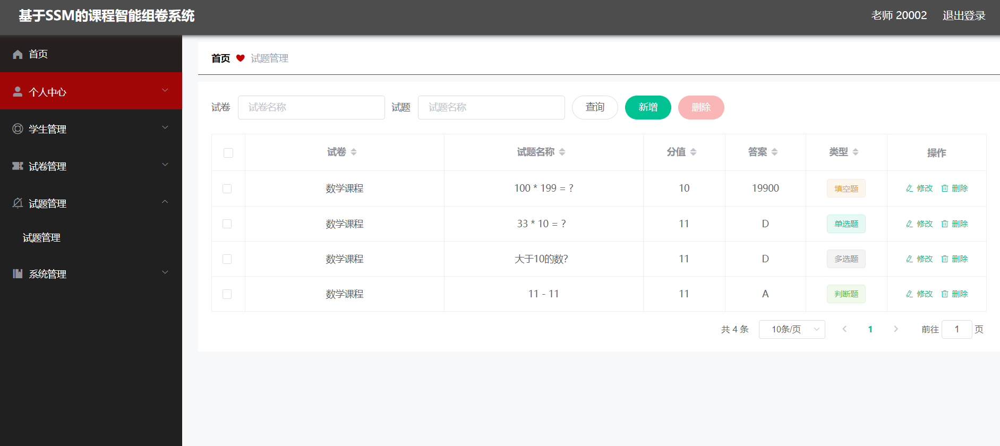 基于SSM的课程智能组卷系统
老师 20002 退出登录
首页
个人中心
学生管理
试卷管理
试题管理
试题管理
系统管理
首页 试题管理
试卷 试卷名称 试题 试题名称 查询 新增 删除
试卷 试题名称 分值 答案 类型 操作
数学课程 100 * 199 = ? 10 19900 填空题 修改 删除
数学课程 33 * 10 = ? 11 D 单选题 修改 删除
数学课程 大于10的数? 11 D 多选题 修改 删除
数学课程 11 - 11 11 A 判断题 修改 删除
共 4 条 10条/页 1 前往 1 页